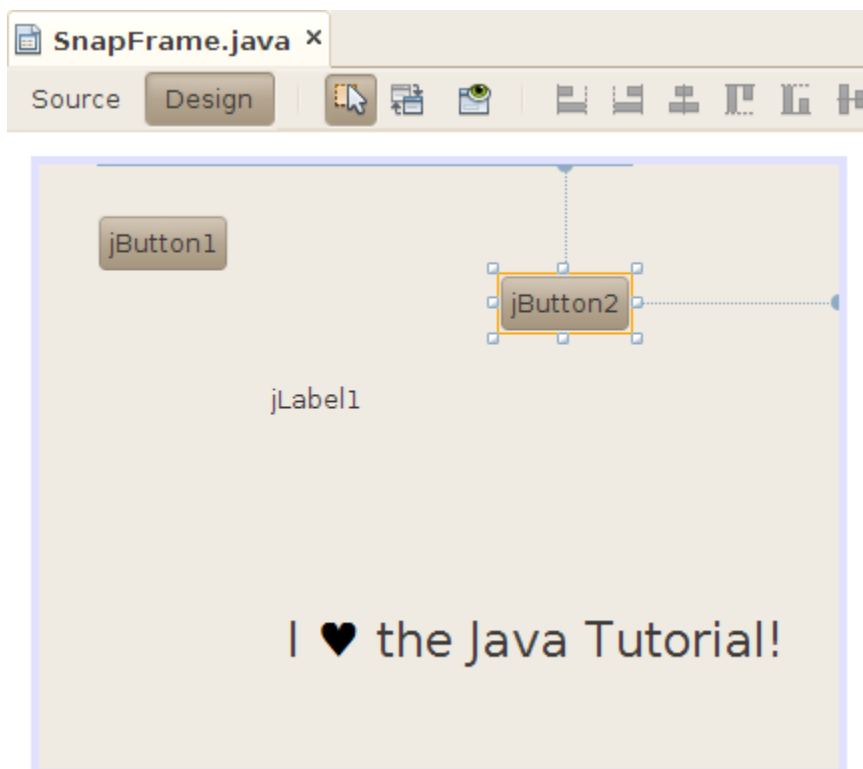 SnapFrame.java ×
Source Design
jButton1
jButton2
jLabel1
I ♥ the Java Tutorial!